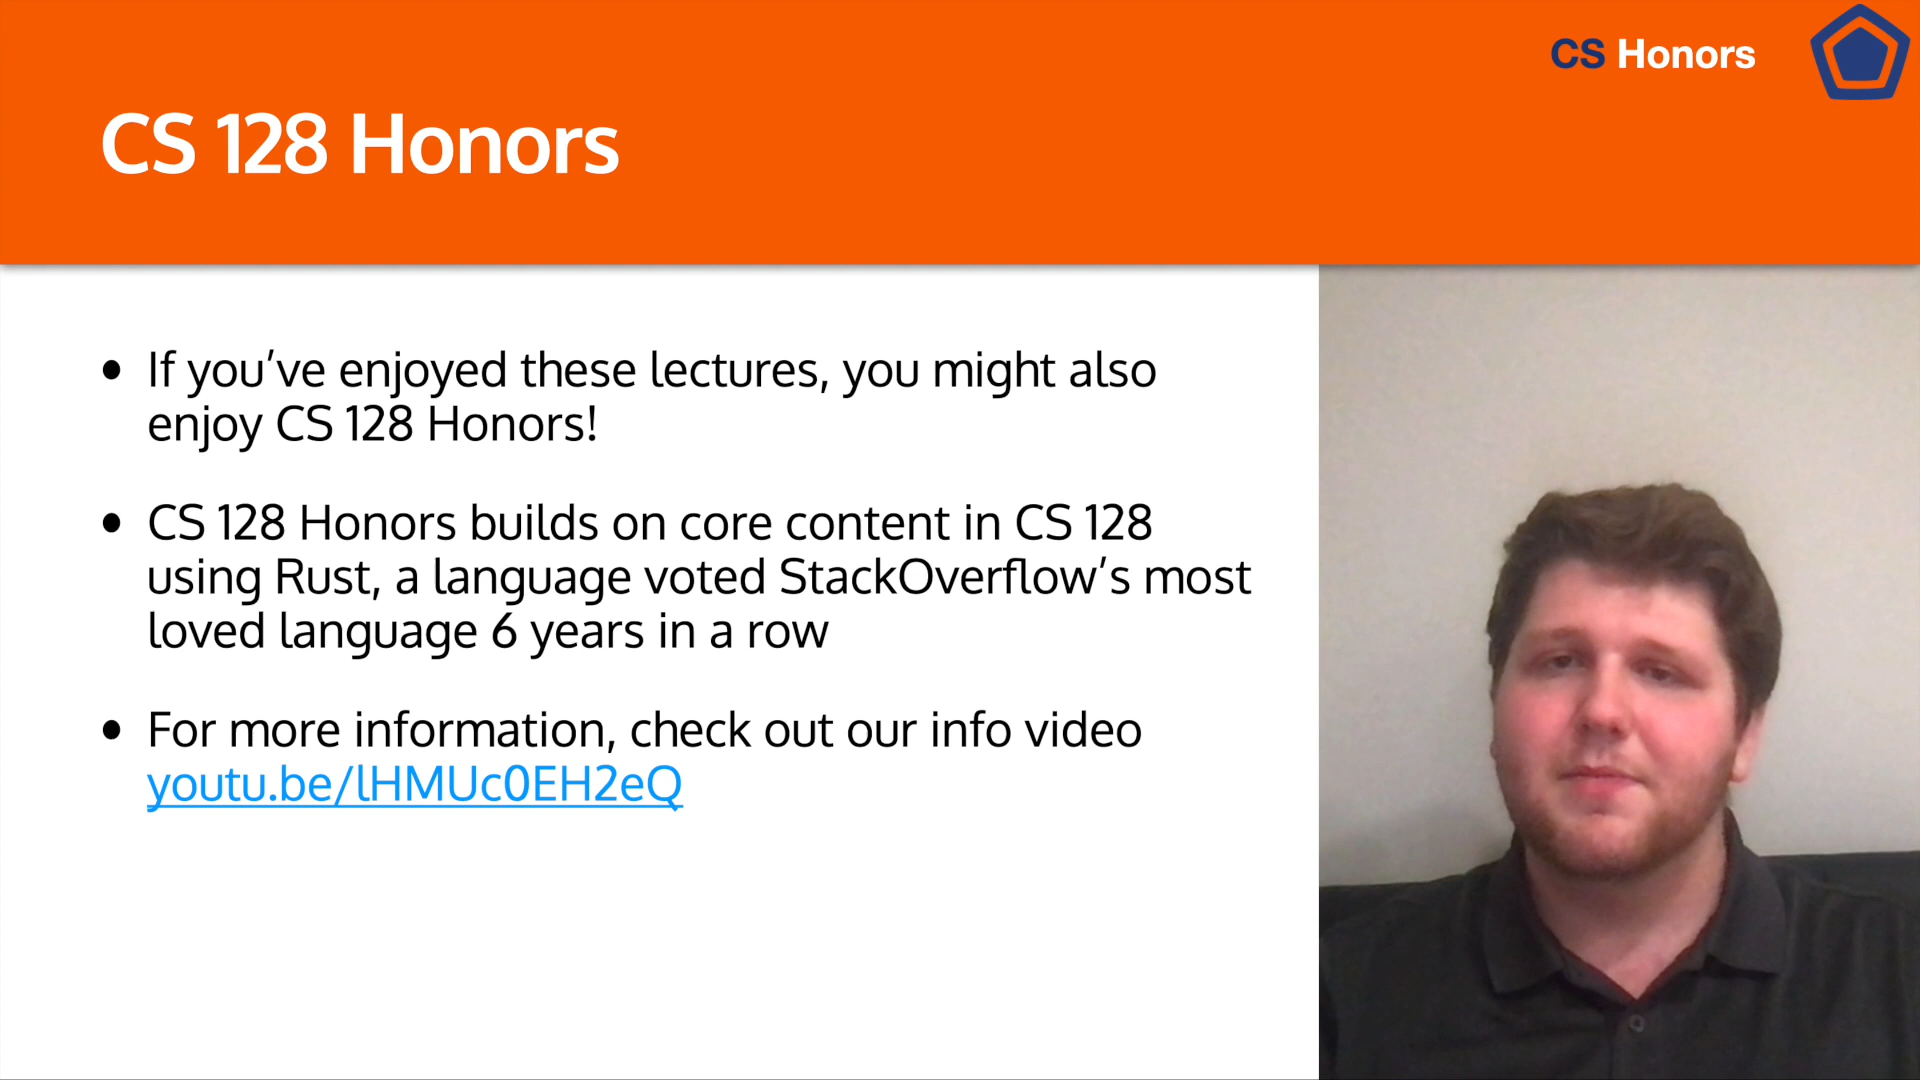 CS Honors
CS 128 Honors
• If you’ve enjoyed these lectures, you might also
enjoy CS 128 Honors!
• CS 128 Honors builds on core content in CS 128
using Rust, a language voted StackOverflow’s most
loved language 6 years in a row
• For more information, check out our info video
youtu.be/lHMUc0EH2eQ